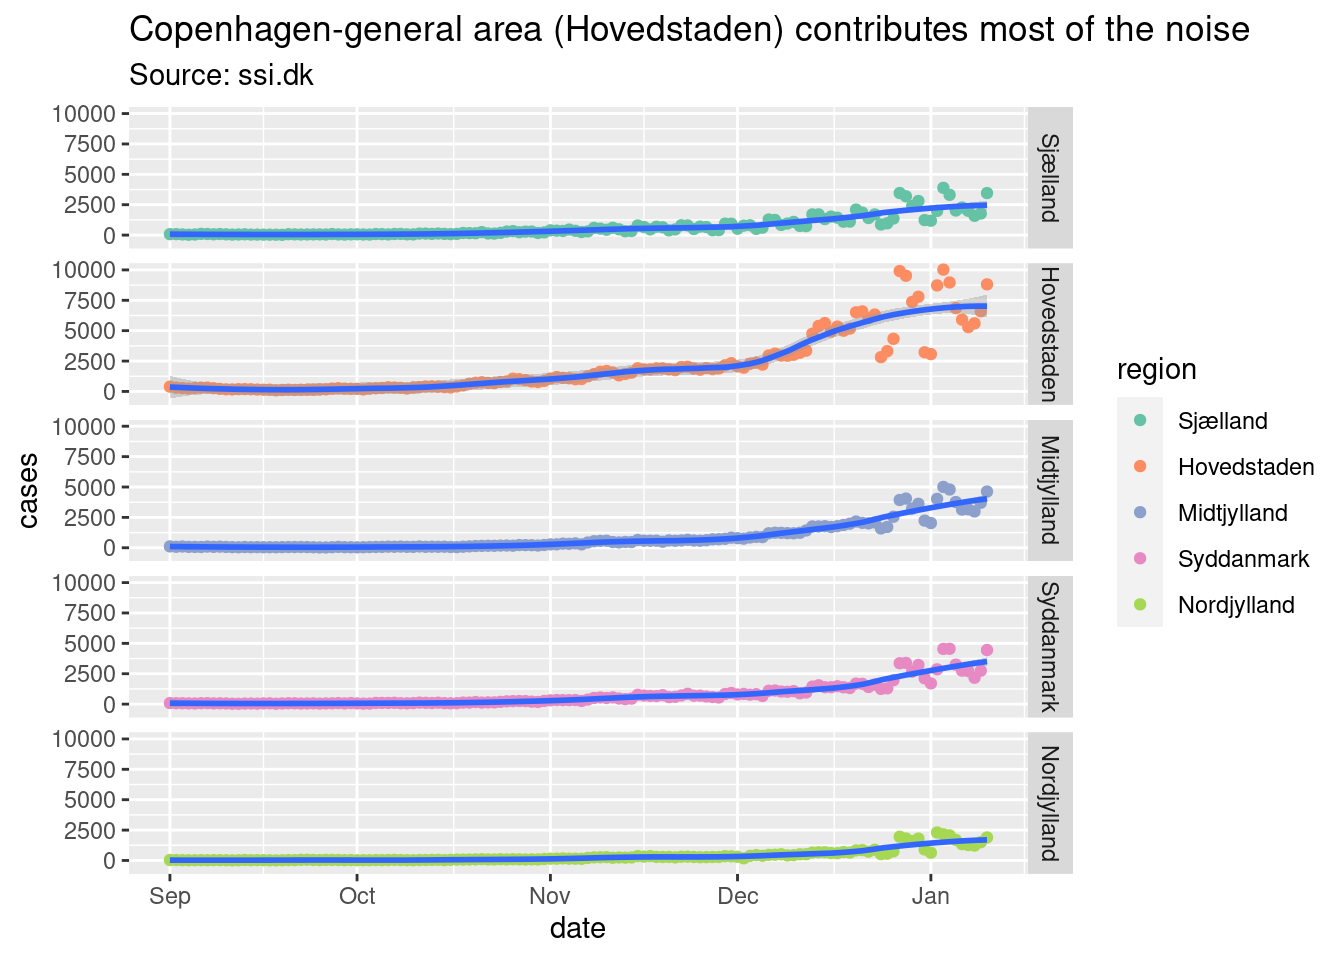 Copenhagen-general area (Hovedstaden) contributes most of the noise
Source: ssi.dk
10000
7500
5000
2500
0
Sjælland
10000
7500
5000
2500
0
Hovedstaden
10000
7500
5000
2500
0
Midtjylland
10000
7500
5000
2500
0
Syddanmark
10000
7500
5000
2500
0
Nordjylland
cases
Sep Oct Nov Dec Jan
date
region
Sjælland
Hovedstaden
Midtjylland
Syddanmark
Nordjylland